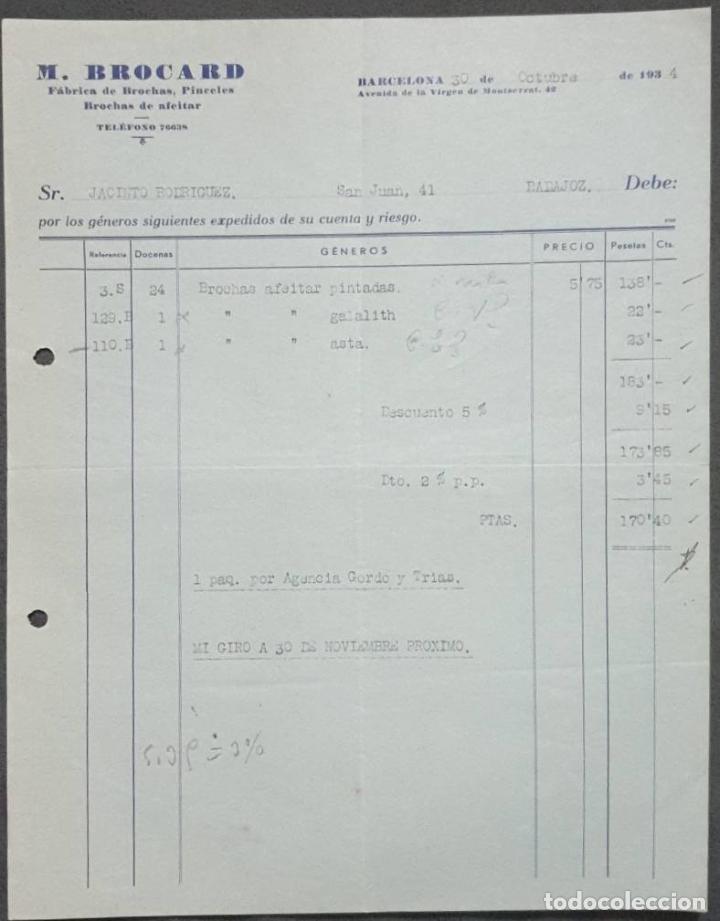 M. BROCARD
Fábrica de Brochas, Pinceles
Brochas de afeitar
TELÉFONO 76638
BARCELONA 30 de Octubre de 1934
Avenida de la Virgen de Montserrat, 42
Sr. JACINTO RODRIGUEZ. San Juan, 41 BADAJOZ. Debe:
por los géneros siguientes expedidos de su cuenta y riesgo.
Referencia Docenas GÉNEROS PRECIO Pesetas Cts.
3.S 24 Brochas afeitar pintadas. 5 75 138'-
129.B 1 " " galalith 22'-
110.B 1 " " asta. 23'-
183'-
Descuento 5 % 9'15
173'85
Dto. 2 % p.p. 3'45
PTAS. 170'40
1 paq. por Agencia Gordo y Trias.
MI GIRO A 30 DE NOVIEMBRE PROXIMO.
todocoleccion.net